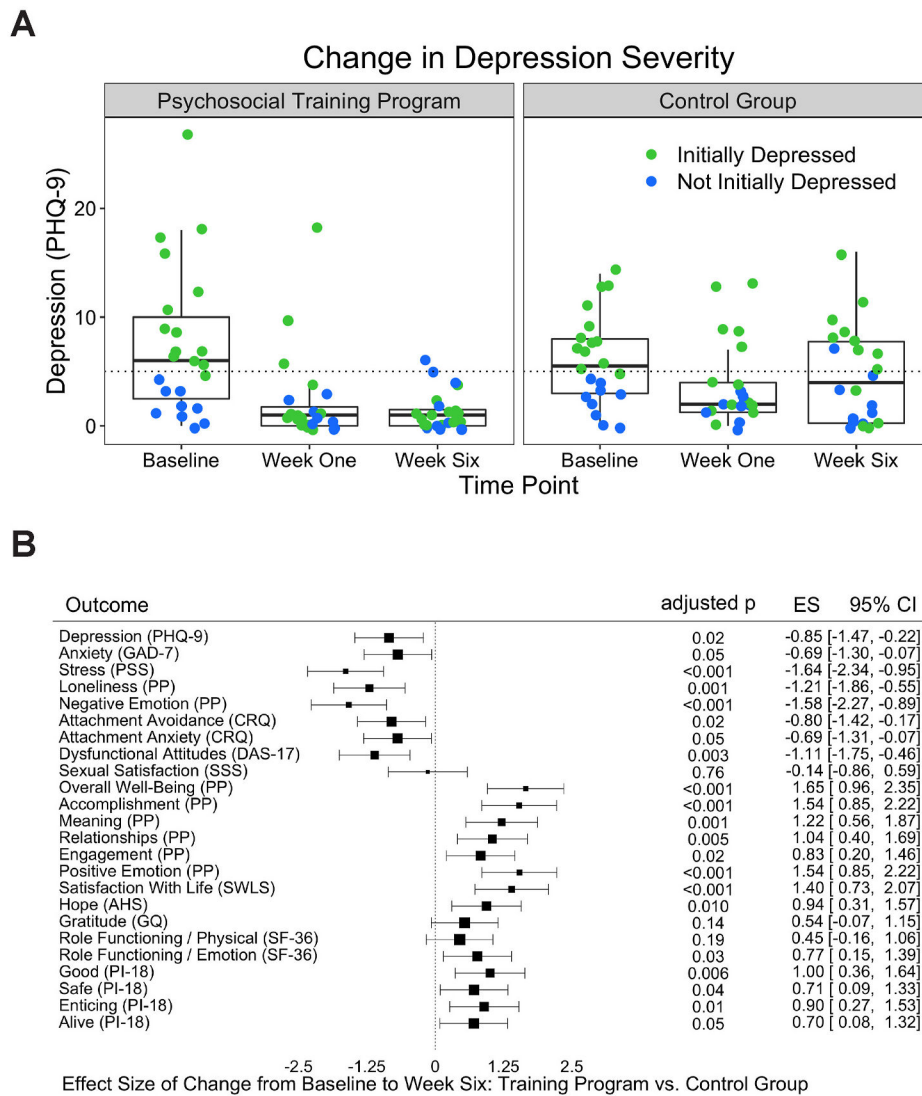 A
Change in Depression Severity
Psychosocial Training Program Control Group
Initially Depressed
Not Initially Depressed
Depression (PHQ-9)
20
10
0
Baseline Week One Week Six Baseline Week One Week Six
Time Point
B
Outcome adjusted p ES 95% CI
Depression (PHQ-9) 0.02 -0.85 [-1.47, -0.22]
Anxiety (GAD-7) 0.05 -0.69 [-1.30, -0.07]
Stress (PSS) <0.001 -1.64 [-2.34, -0.95]
Loneliness (PP) 0.001 -1.21 [-1.86, -0.55]
Negative Emotion (PP) <0.001 -1.58 [-2.27, -0.89]
Attachment Avoidance (CRQ) 0.02 -0.80 [-1.42, -0.17]
Attachment Anxiety (CRQ) 0.05 -0.69 [-1.31, -0.07]
Dysfunctional Attitudes (DAS-17) 0.003 -1.11 [-1.75, -0.46]
Sexual Satisfaction (SSS) 0.76 -0.14 [-0.86, 0.59]
Overall Well-Being (PP) <0.001 1.65 [ 0.96, 2.35]
Accomplishment (PP) <0.001 1.54 [ 0.85, 2.22]
Meaning (PP) 0.001 1.22 [ 0.56, 1.87]
Relationships (PP) 0.005 1.04 [ 0.40, 1.69]
Engagement (PP) 0.02 0.83 [ 0.20, 1.46]
Positive Emotion (PP) <0.001 1.54 [ 0.85, 2.22]
Satisfaction With Life (SWLS) <0.001 1.40 [ 0.73, 2.07]
Hope (AHS) 0.010 0.94 [ 0.31, 1.57]
Gratitude (GQ) 0.14 0.54 [-0.07, 1.15]
Role Functioning / Physical (SF-36) 0.19 0.45 [-0.16, 1.06]
Role Functioning / Emotion (SF-36) 0.03 0.77 [ 0.15, 1.39]
Good (PI-18) 0.006 1.00 [ 0.36, 1.64]
Safe (PI-18) 0.04 0.71 [ 0.09, 1.33]
Enticing (PI-18) 0.01 0.90 [ 0.27, 1.53]
Alive (PI-18) 0.05 0.70 [ 0.08, 1.32]
-2.5 -1.25 0 1.25 2.5
Effect Size of Change from Baseline to Week Six: Training Program vs. Control Group